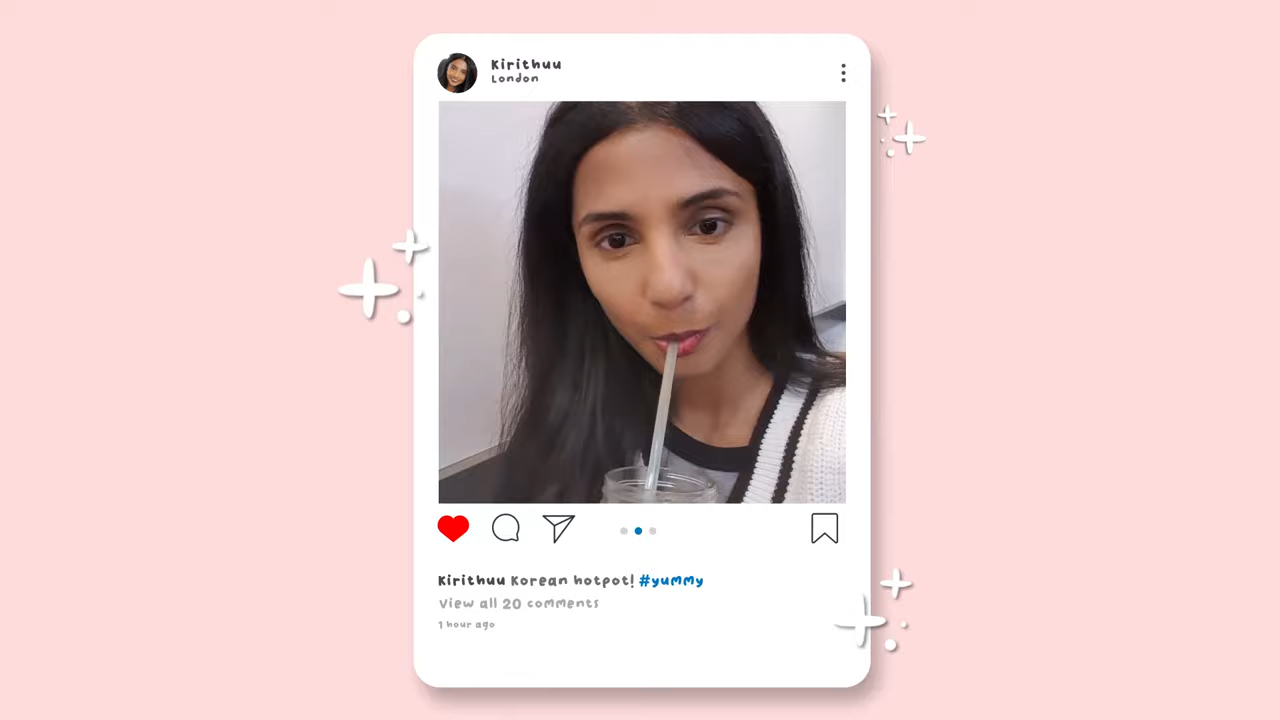 Kirithuu
London
Kirithuu Korean hotpot! #yummy
View all 20 comments
1 hour ago